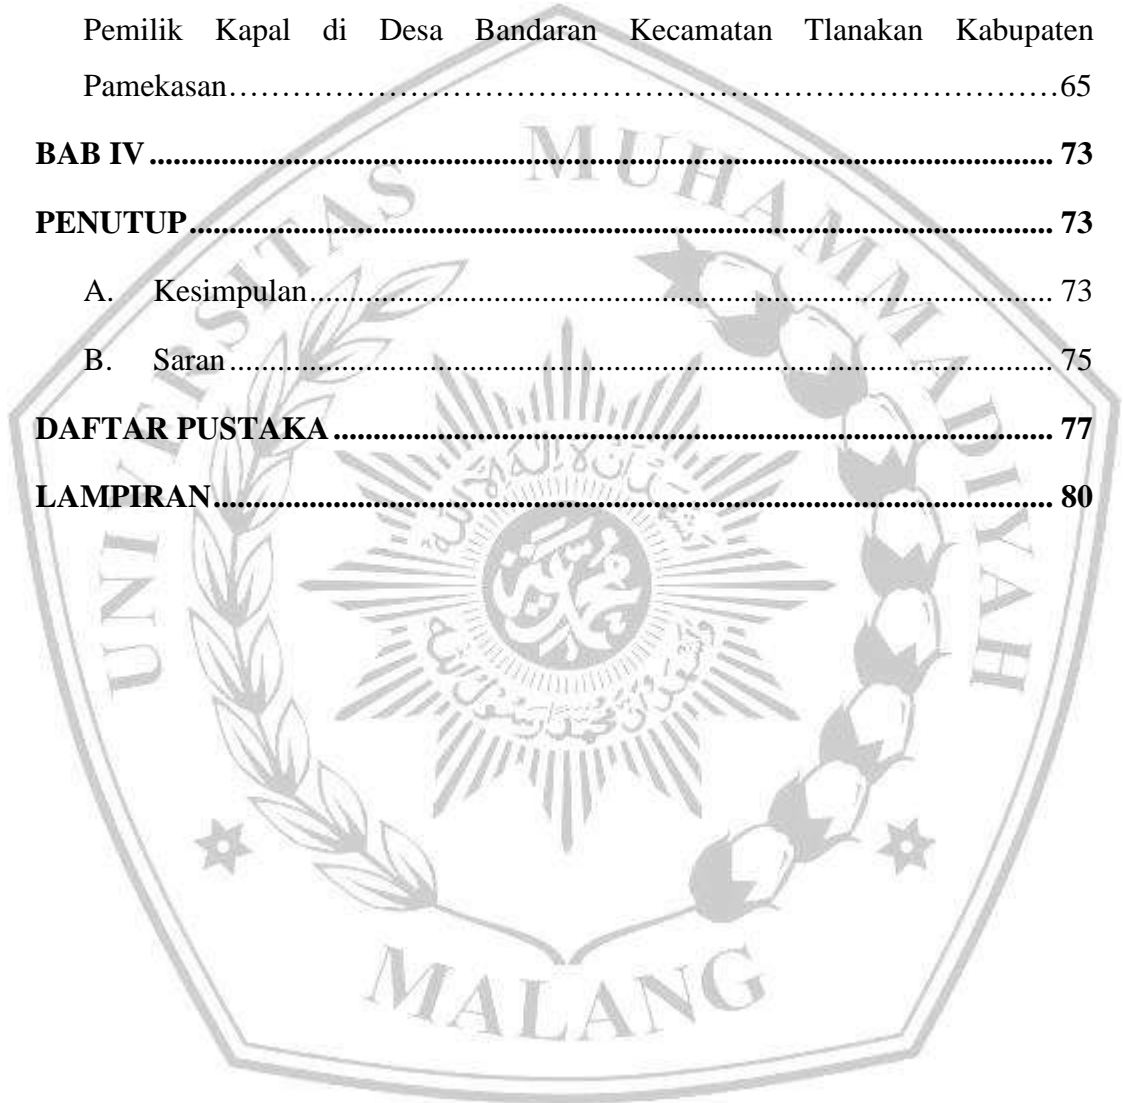 Pemilik Kapal di Desa Bandaran Kecamatan Tlanakan Kabupaten
Pamekasan……………………………………………………………………65
BAB IV ................................................................................................................. 73
PENUTUP............................................................................................................ 73
A. Kesimpulan............................................................................................. 73
B. Saran ....................................................................................................... 75
DAFTAR PUSTAKA .......................................................................................... 77
LAMPIRAN......................................................................................................... 80
UNIVERSITAS MUHAMMADIYAH
MALANG